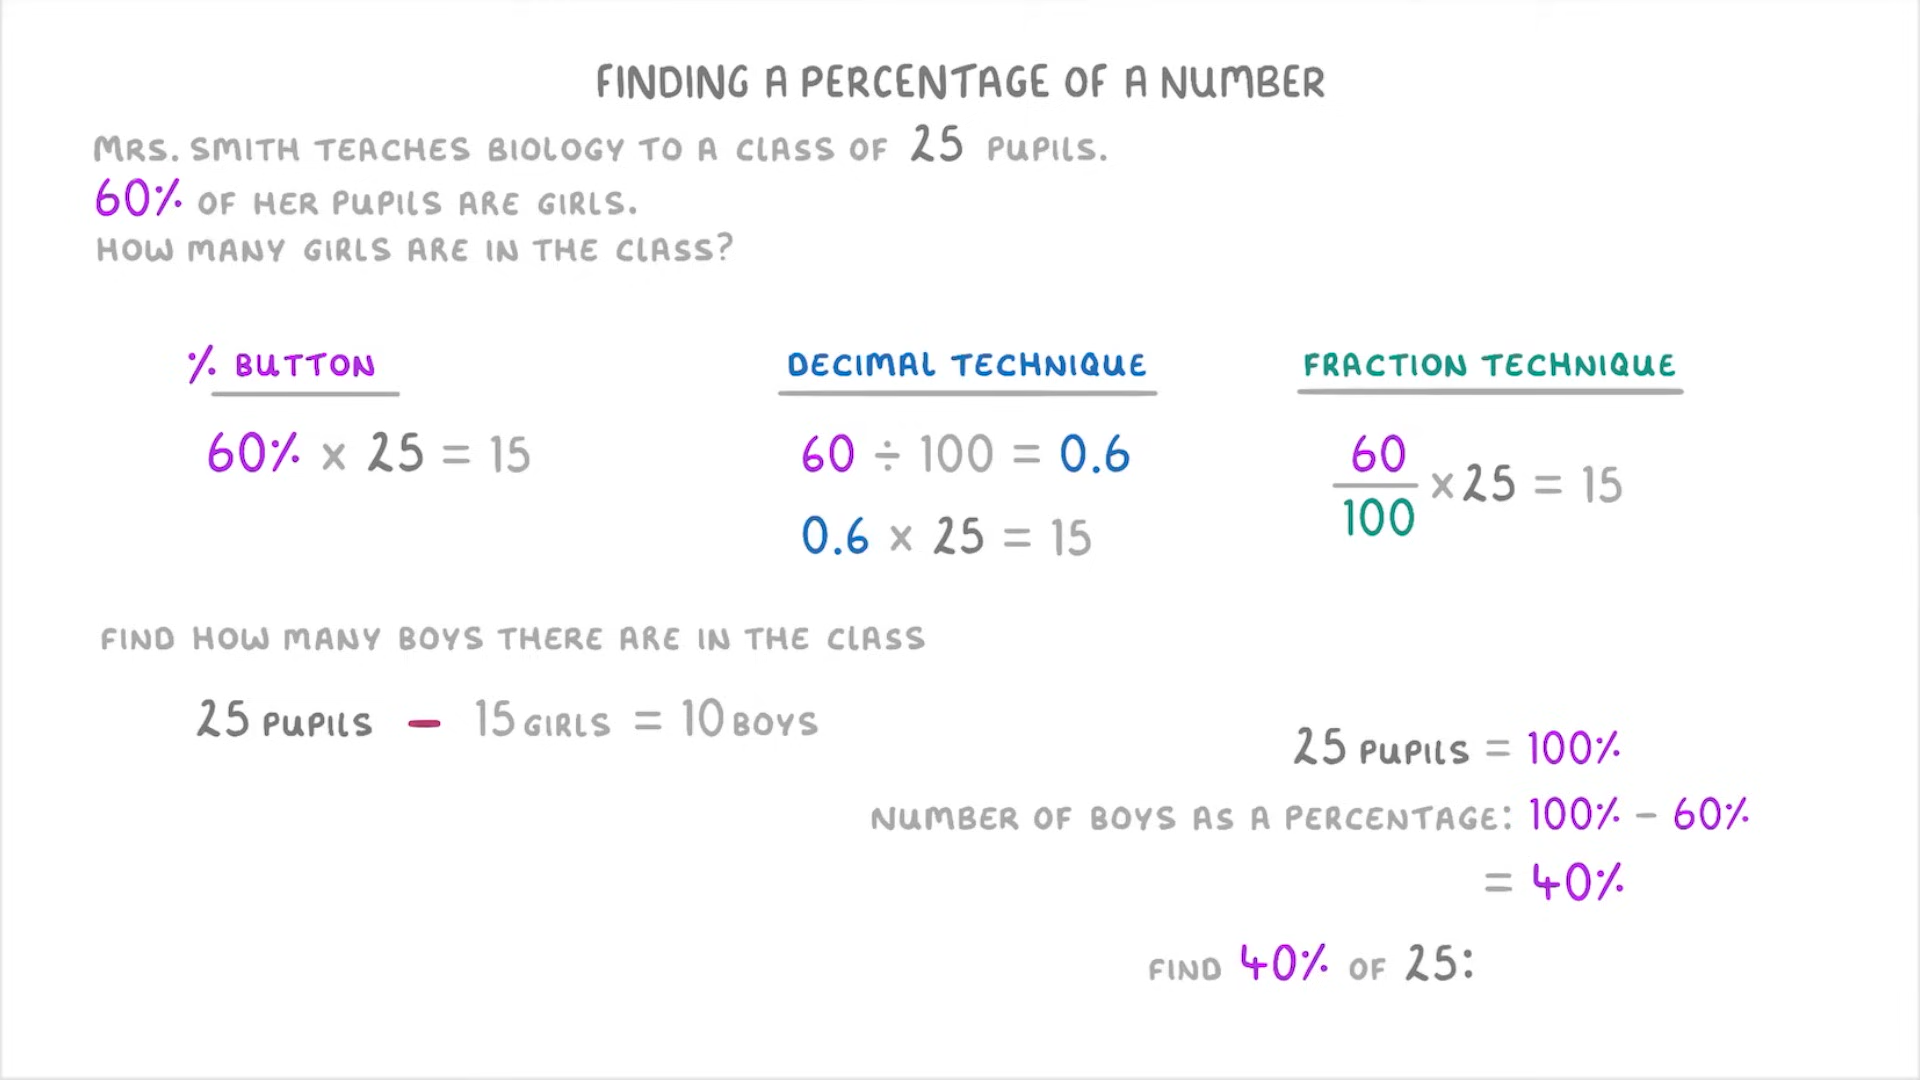 FINDING A PERCENTAGE OF A NUMBER
MRS. SMITH TEACHES BIOLOGY TO A CLASS OF 25 PUPILS.
60% OF HER PUPILS ARE GIRLS.
HOW MANY GIRLS ARE IN THE CLASS?
% BUTTON
60% × 25 = 15
DECIMAL TECHNIQUE
60 ÷ 100 = 0.6
0.6 × 25 = 15
FRACTION TECHNIQUE
60/100 × 25 = 15
FIND HOW MANY BOYS THERE ARE IN THE CLASS
25 PUPILS − 15 GIRLS = 10 BOYS
25 PUPILS = 100%
NUMBER OF BOYS AS A PERCENTAGE: 100% − 60%
= 40%
FIND 40% OF 25: